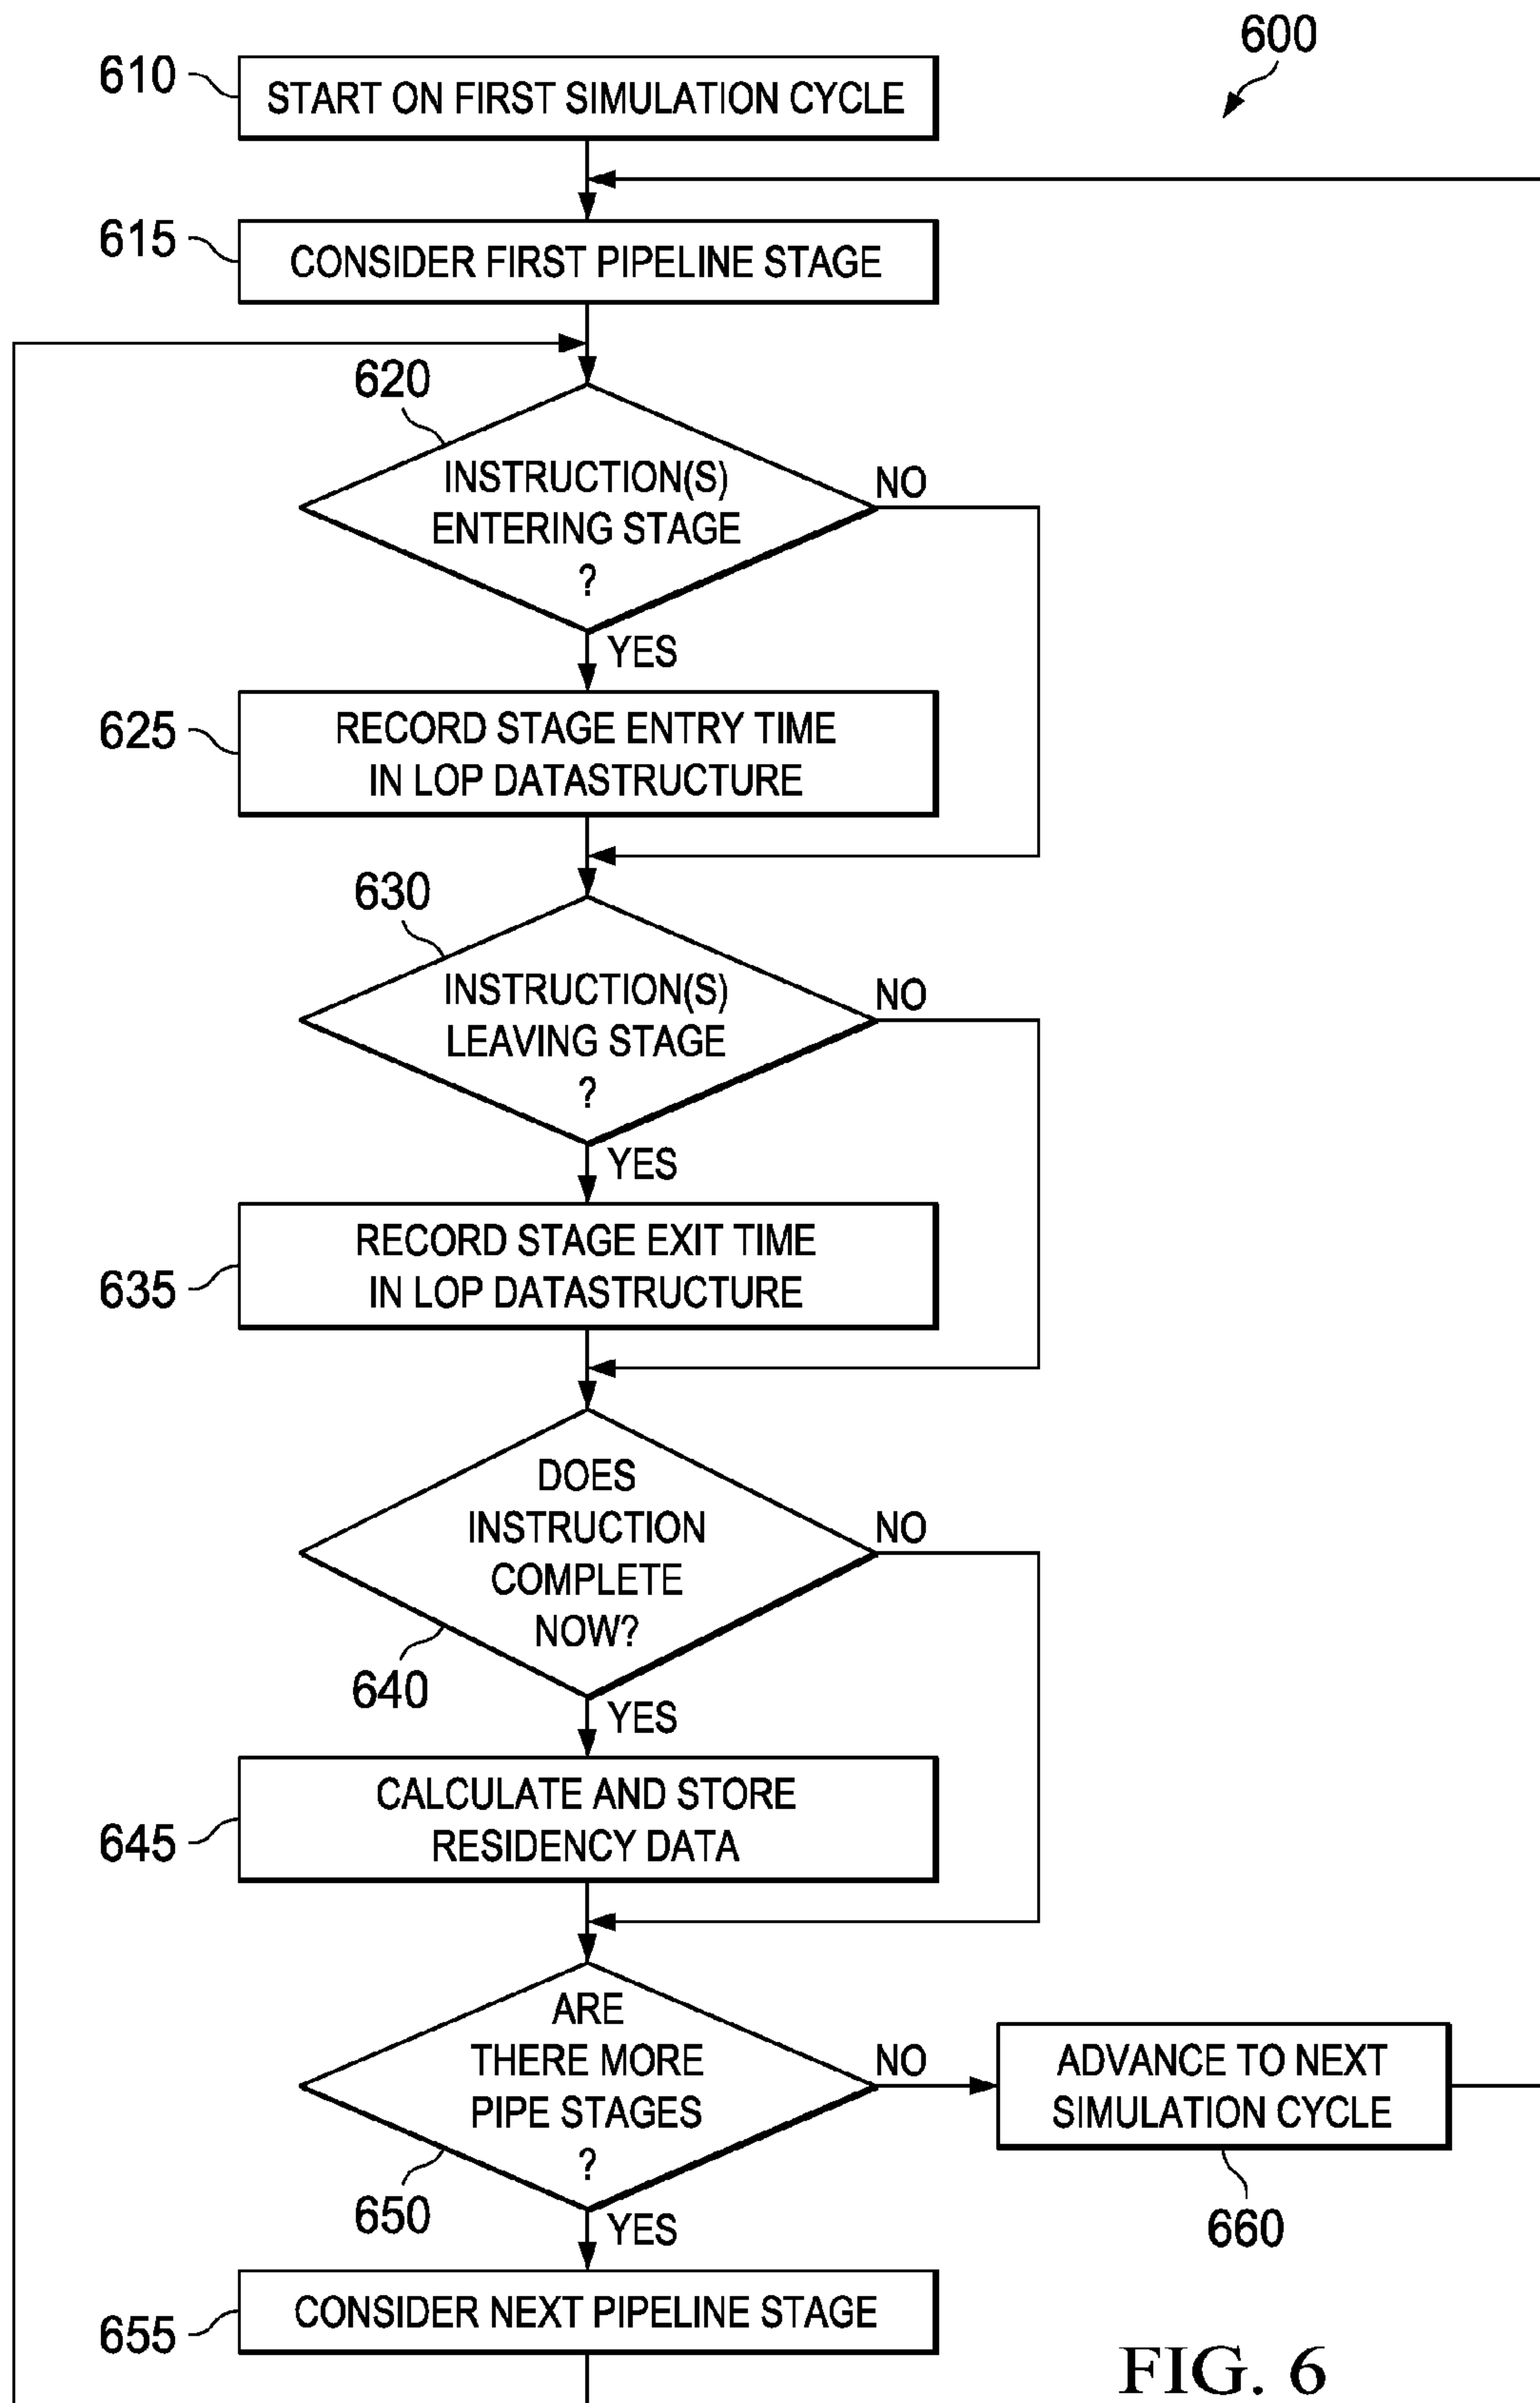 600
610
START ON FIRST SIMULATION CYCLE
615
CONSIDER FIRST PIPELINE STAGE
620
INSTRUCTION(S)
ENTERING STAGE
?
NO
YES
625
RECORD STAGE ENTRY TIME
IN LOP DATASTRUCTURE
630
INSTRUCTION(S)
LEAVING STAGE
?
NO
YES
635
RECORD STAGE EXIT TIME
IN LOP DATASTRUCTURE
DOES
INSTRUCTION
COMPLETE
NOW?
NO
640
YES
645
CALCULATE AND STORE
RESIDENCY DATA
ARE
THERE MORE
PIPE STAGES
?
NO
ADVANCE TO NEXT
SIMULATION CYCLE
650
660
YES
655
CONSIDER NEXT PIPELINE STAGE
FIG. 6